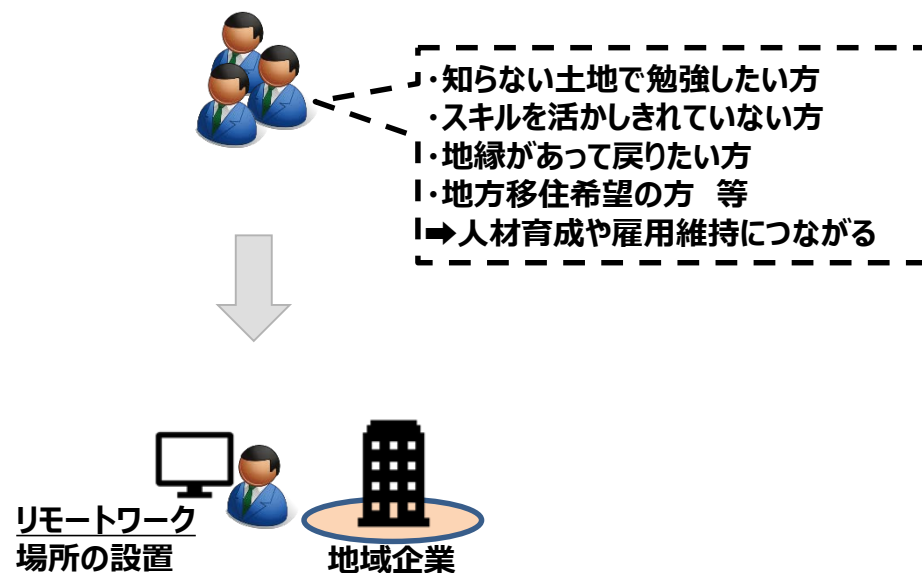 ・知らない土地で勉強したい方
・スキルを活かしきれていない方
・地縁があって戻りたい方
・地方移住希望の方 等
➡人材育成や雇用維持につながる
リモートワーク
場所の設置
地域企業